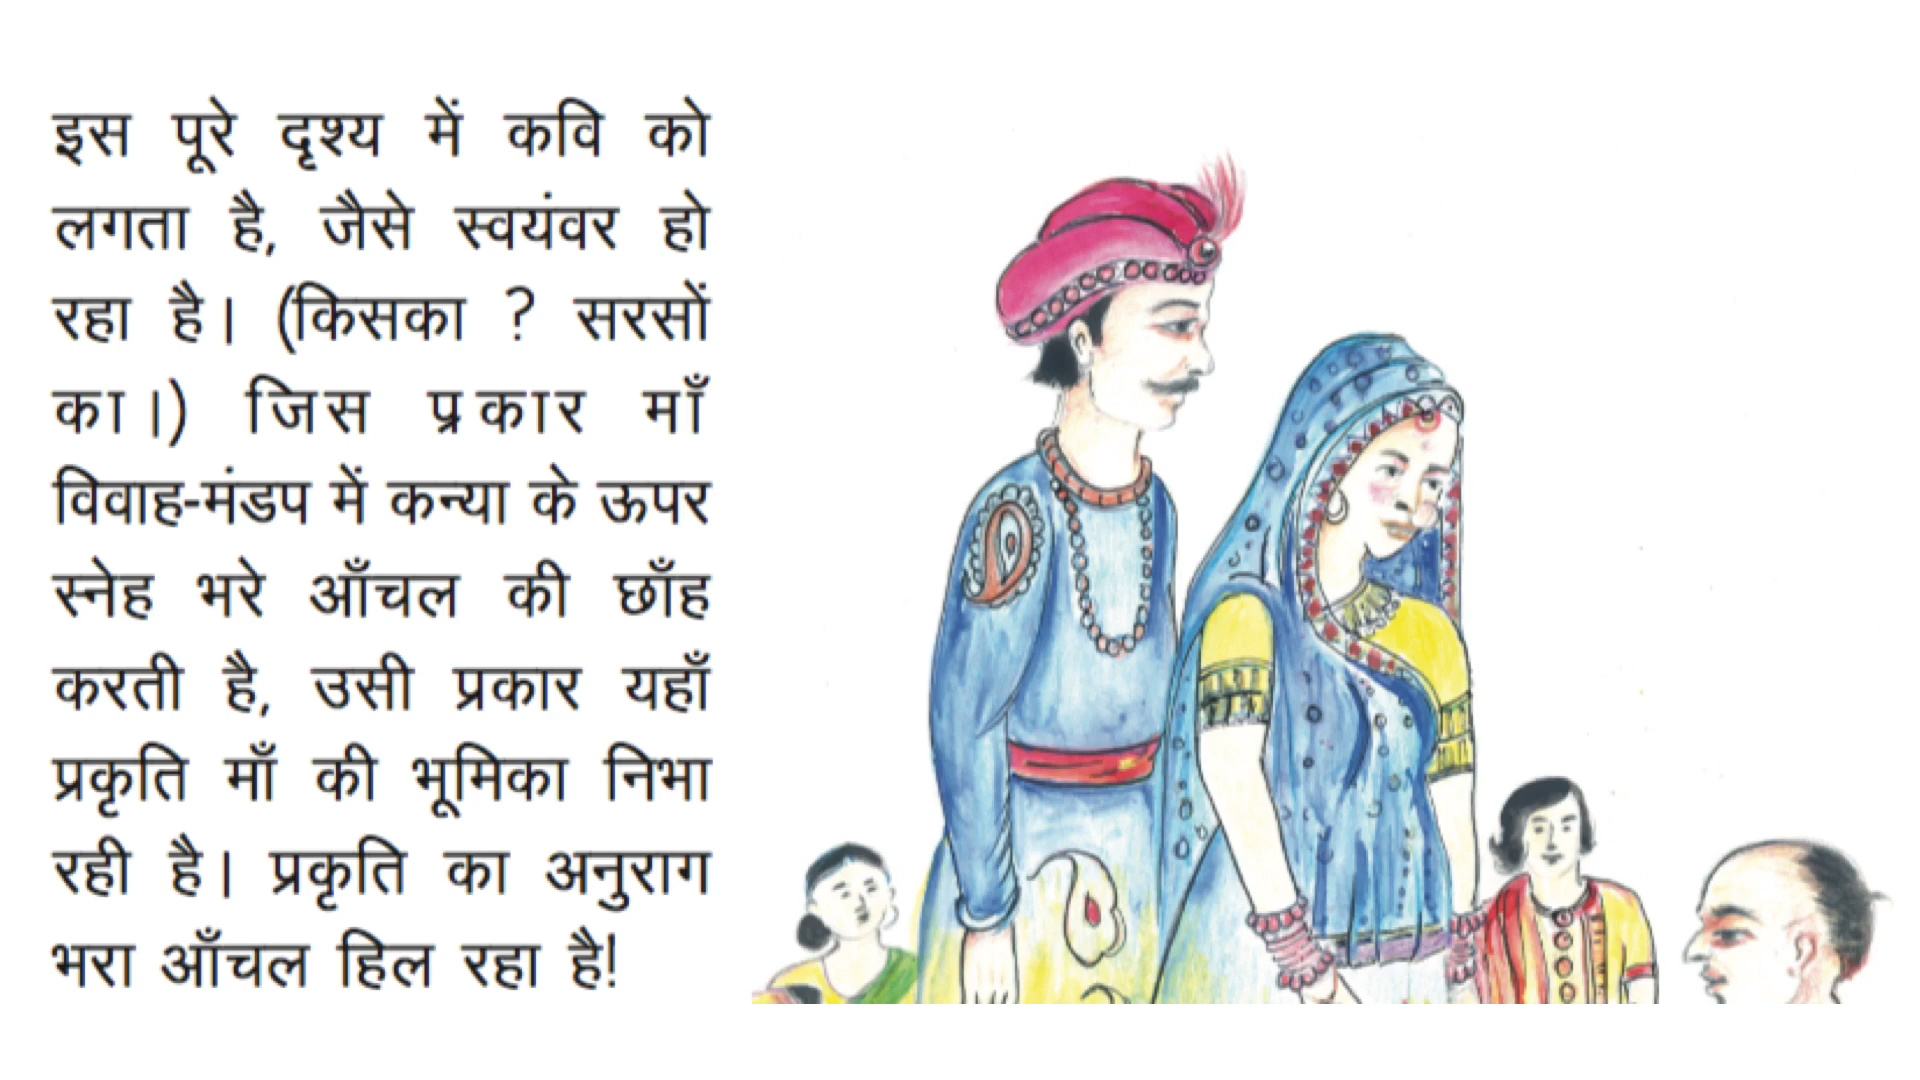 इस पूरे दृश्य में कवि को
लगता है, जैसे स्वयंवर हो
रहा है। (किसका ? सरसों
का।) जिस प्रकार माँ
विवाह-मंडप में कन्या के ऊपर
स्नेह भरे आँचल की छाँह
करती है, उसी प्रकार यहाँ
प्रकृति माँ की भूमिका निभा
रही है। प्रकृति का अनुराग
भरा आँचल हिल रहा है!